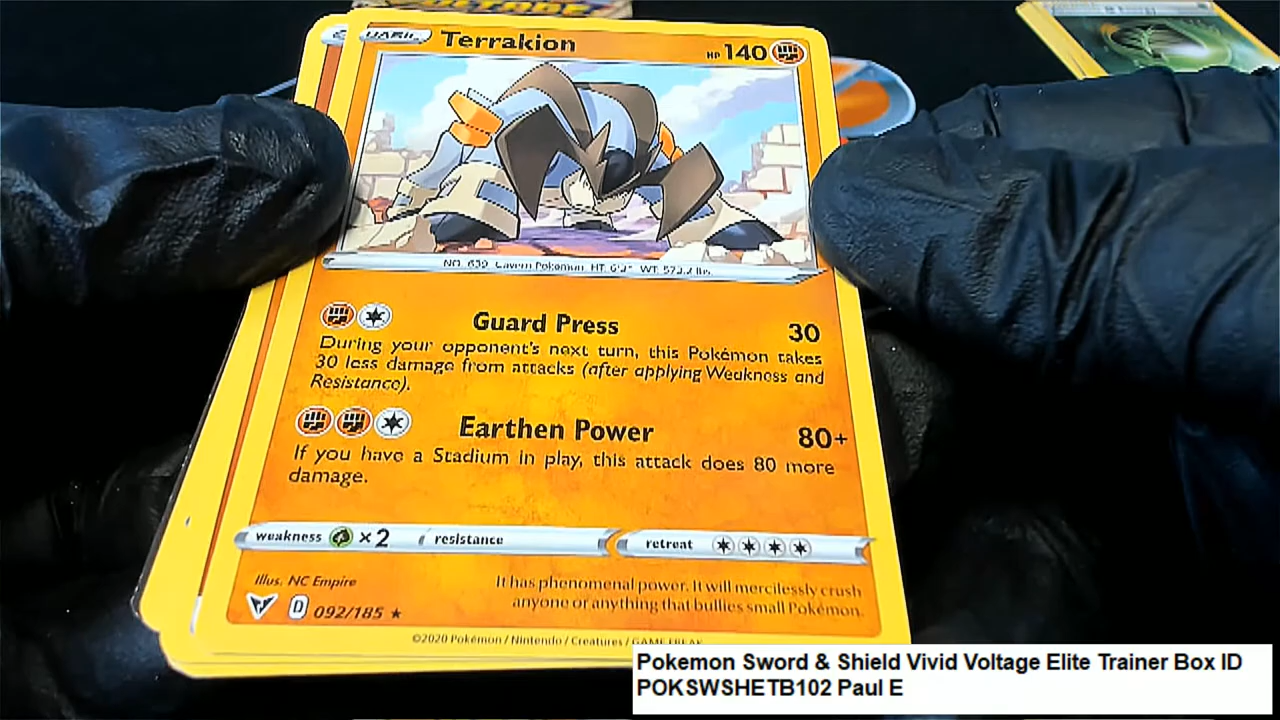 VOLTAGE
BASIC Terrakion HP 140
NO. 639 Cavern Pokémon HT: 6'3" WT: 573.2 lbs.
Guard Press 30
During your opponent's next turn, this Pokémon takes
30 less damage from attacks (after applying Weakness and
Resistance).
Earthen Power 80+
If you have a Stadium in play, this attack does 80 more
damage.
weakness ×2 resistance retreat
Illus. NC Empire
It has phenomenal power. It will mercilessly crush
anyone or anything that bullies small Pokémon.
D 092/185 ★
©2020 Pokémon / Nintendo / Creatures / GAME FREAK
Pokemon Sword & Shield Vivid Voltage Elite Trainer Box ID
POKSWSHETB102 Paul E